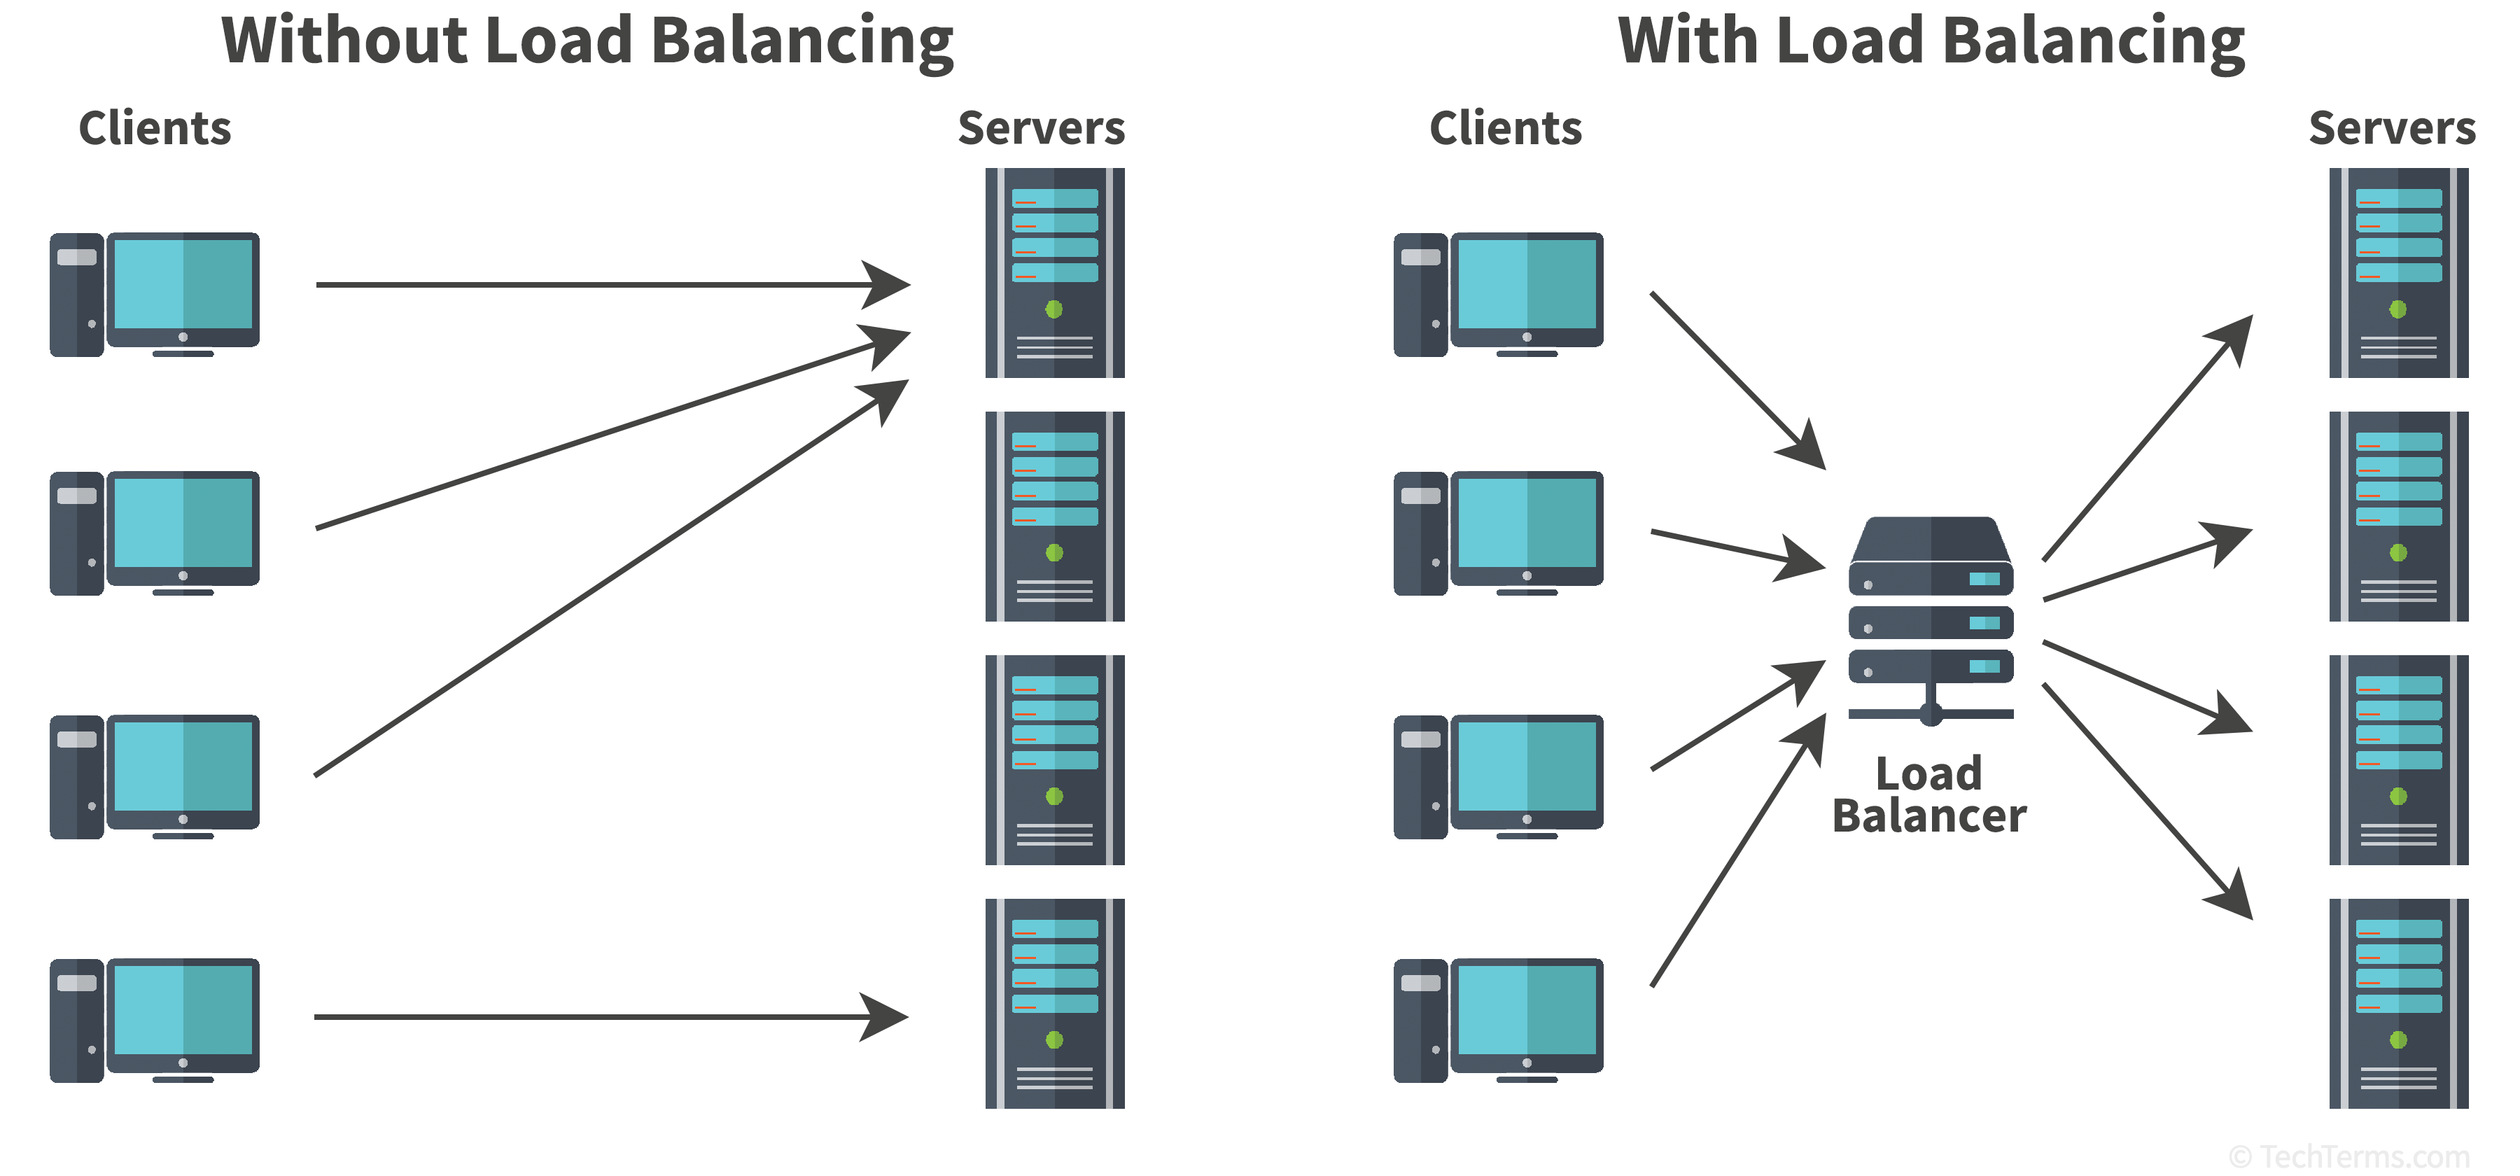 Without Load Balancing
Clients
Servers
With Load Balancing
Clients
Servers
Load
Balancer
© TechTerms.com